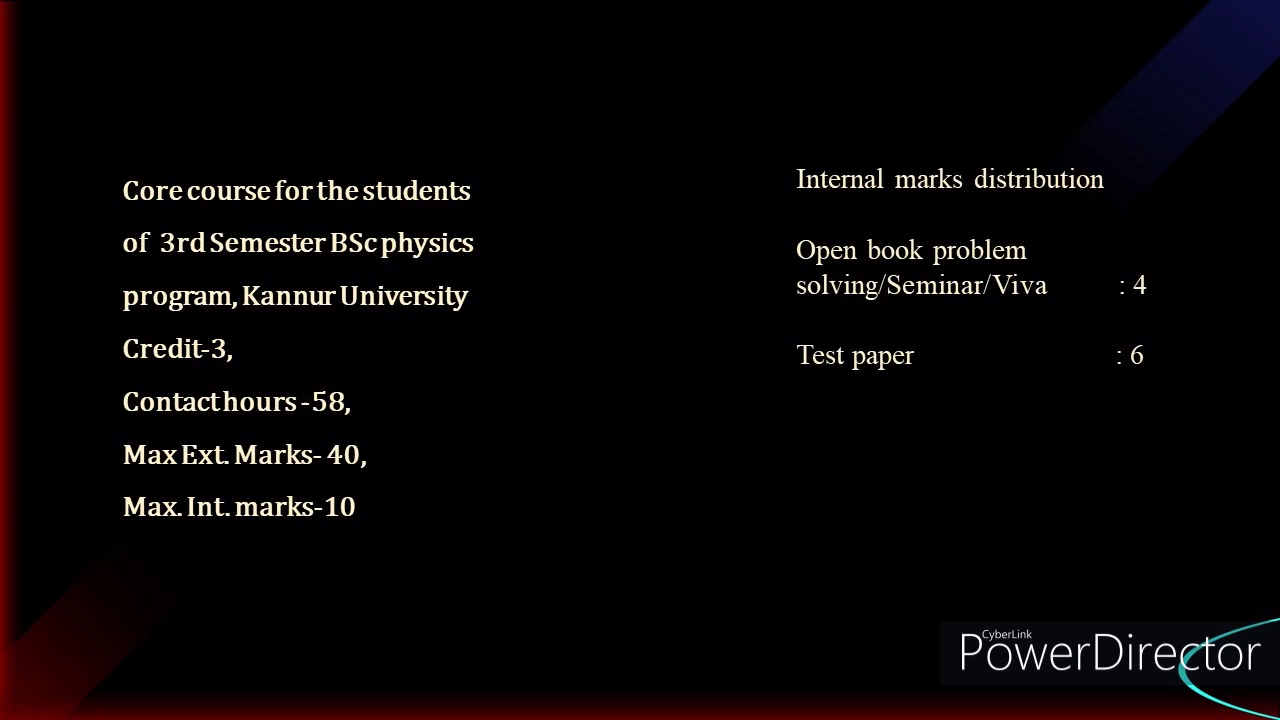 Core course for the students
of 3rd Semester BSc physics
program, Kannur University
Credit-3,
Contact hours -58,
Max Ext. Marks- 40,
Max. Int. marks-10
Internal marks distribution
Open book problem
solving/Seminar/Viva : 4
Test paper : 6
CyberLink
PowerDirector